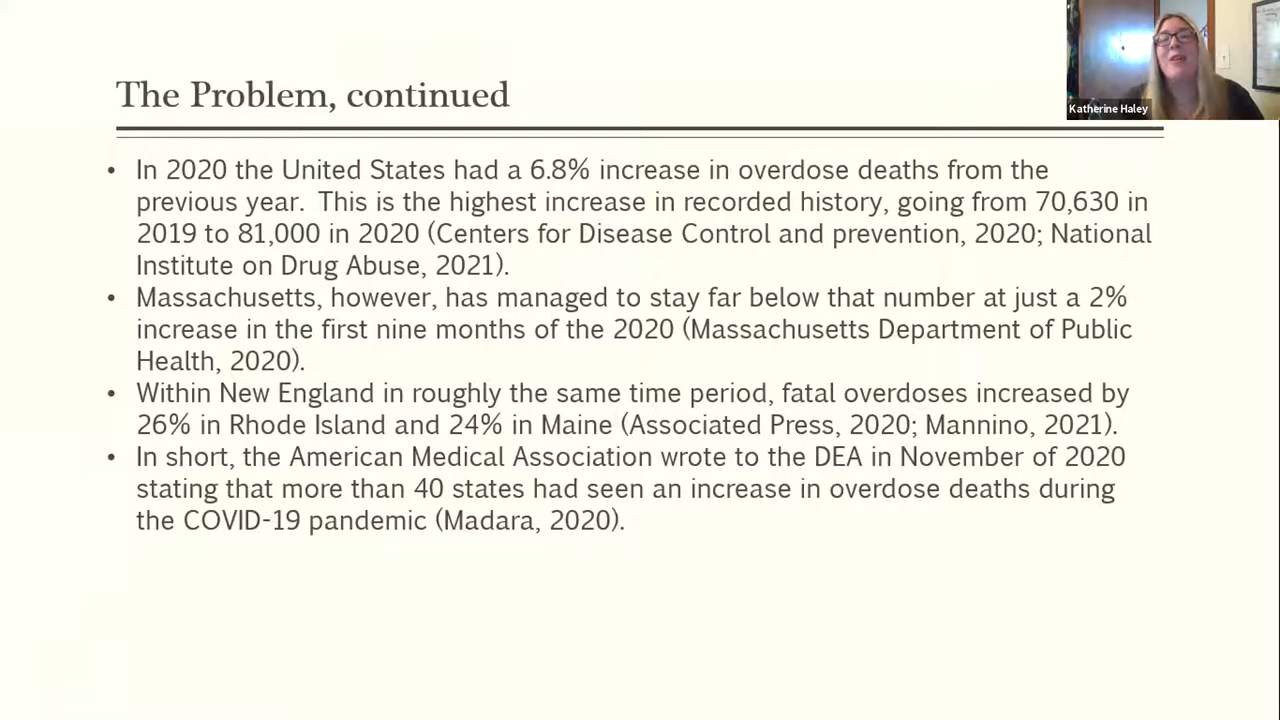 Katherine Haley
The Problem, continued
• In 2020 the United States had a 6.8% increase in overdose deaths from the
previous year.  This is the highest increase in recorded history, going from 70,630 in
2019 to 81,000 in 2020 (Centers for Disease Control and prevention, 2020; National
Institute on Drug Abuse, 2021).
• Massachusetts, however, has managed to stay far below that number at just a 2%
increase in the first nine months of the 2020 (Massachusetts Department of Public
Health, 2020).
• Within New England in roughly the same time period, fatal overdoses increased by
26% in Rhode Island and 24% in Maine (Associated Press, 2020; Mannino, 2021).
• In short, the American Medical Association wrote to the DEA in November of 2020
stating that more than 40 states had seen an increase in overdose deaths during
the COVID-19 pandemic (Madara, 2020).